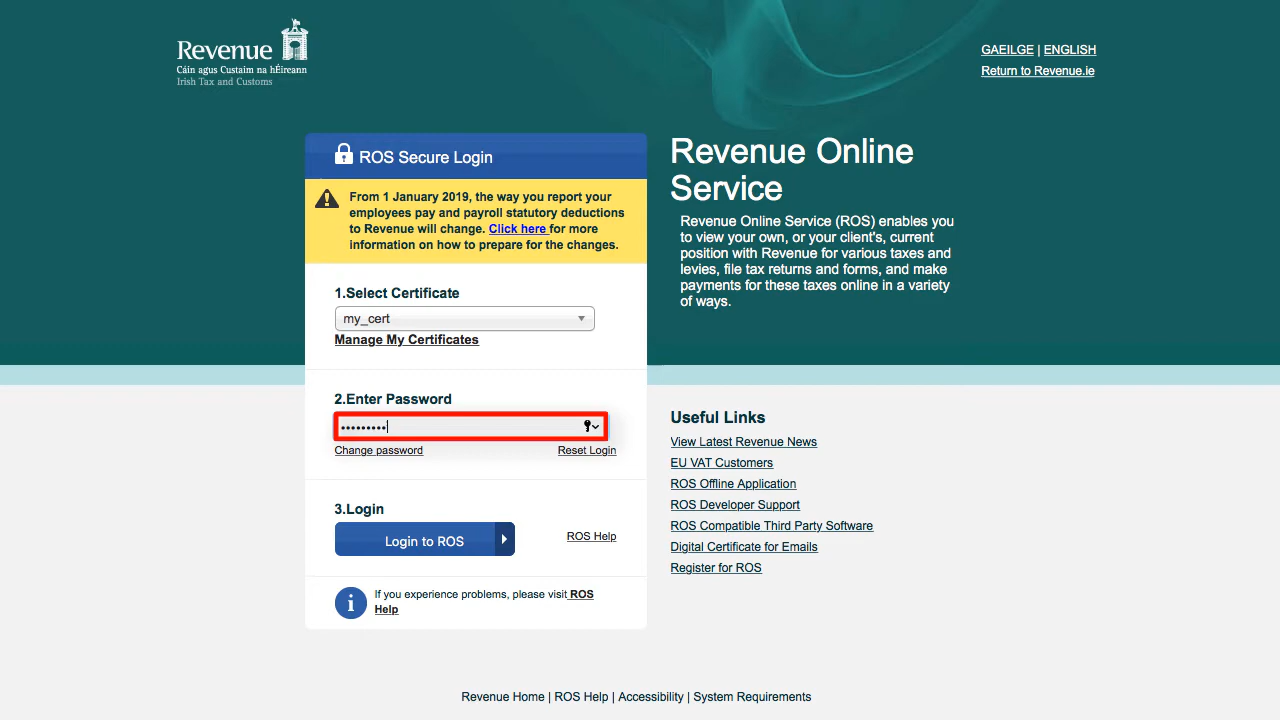 Revenue
Cáin agus Custaim na hÉireann
Irish Tax and Customs
GAEILGE | ENGLISH
Return to Revenue.ie
ROS Secure Login
From 1 January 2019, the way you report your
employees pay and payroll statutory deductions
to Revenue will change. Click here for more
information on how to prepare for the changes.
1.Select Certificate
my_cert
Manage My Certificates
2.Enter Password
•••••••••
Change password
Reset Login
3.Login
Login to ROS
ROS Help
If you experience problems, please visit ROS
Help
Revenue Online
Service
Revenue Online Service (ROS) enables you
to view your own, or your client's, current
position with Revenue for various taxes and
levies, file tax returns and forms, and make
payments for these taxes online in a variety
of ways.
Useful Links
View Latest Revenue News
EU VAT Customers
ROS Offline Application
ROS Developer Support
ROS Compatible Third Party Software
Digital Certificate for Emails
Register for ROS
Revenue Home | ROS Help | Accessibility | System Requirements